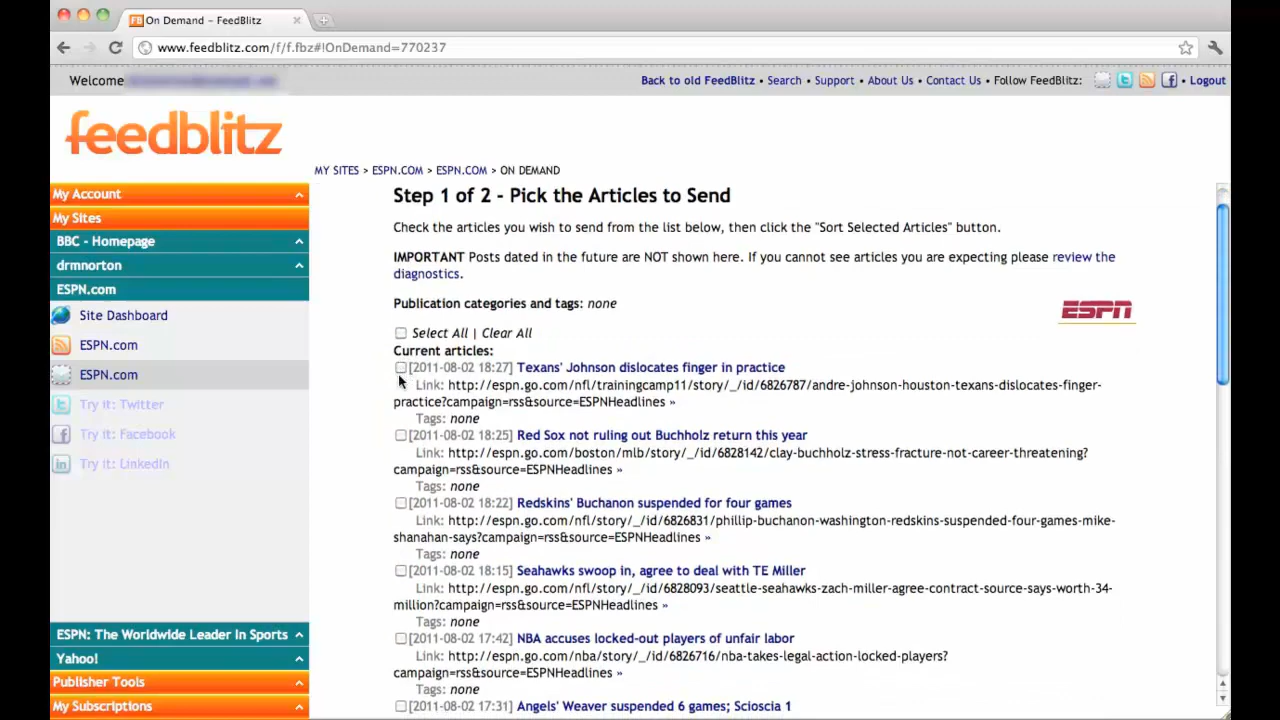 On Demand - FeedBlitz
www.feedblitz.com/f/f.fbz#!OnDemand=770237
Welcome
Back to old FeedBlitz • Search • Support • About Us • Contact Us • Follow FeedBlitz: • Logout
feedblitz
MY SITES > ESPN.COM > ESPN.COM > ON DEMAND
My Account
My Sites
BBC - Homepage
drmnorton
ESPN.com
Site Dashboard
ESPN.com
ESPN.com
Try it: Twitter
Try it: Facebook
Try it: LinkedIn
ESPN: The Worldwide Leader In Sports
Yahoo!
Publisher Tools
My Subscriptions
Step 1 of 2 - Pick the Articles to Send
Check the articles you wish to send from the list below, then click the "Sort Selected Articles" button.
IMPORTANT Posts dated in the future are NOT shown here. If you cannot see articles you are expecting please review the
diagnostics.
Publication categories and tags: none
ESPN
Select All | Clear All
Current articles:
[2011-08-02 18:27] Texans' Johnson dislocates finger in practice
Link: http://espn.go.com/nfl/trainingcamp11/story/_/id/6826787/andre-johnson-houston-texans-dislocates-finger-
practice?campaign=rss&source=ESPNHeadlines »
Tags: none
[2011-08-02 18:25] Red Sox not ruling out Buchholz return this year
Link: http://espn.go.com/boston/mlb/story/_/id/6828142/clay-buchholz-stress-fracture-not-career-threatening?
campaign=rss&source=ESPNHeadlines »
Tags: none
[2011-08-02 18:22] Redskins' Buchanon suspended for four games
Link: http://espn.go.com/nfl/story/_/id/6826831/phillip-buchanon-washington-redskins-suspended-four-games-mike-
shanahan-says?campaign=rss&source=ESPNHeadlines »
Tags: none
[2011-08-02 18:15] Seahawks swoop in, agree to deal with TE Miller
Link: http://espn.go.com/nfl/story/_/id/6828093/seattle-seahawks-zach-miller-agree-contract-source-says-worth-34-
million?campaign=rss&source=ESPNHeadlines »
Tags: none
[2011-08-02 17:42] NBA accuses locked-out players of unfair labor
Link: http://espn.go.com/nba/story/_/id/6826716/nba-takes-legal-action-locked-players?
campaign=rss&source=ESPNHeadlines »
Tags: none
[2011-08-02 17:31] Angels' Weaver suspended 6 games; Scioscia 1